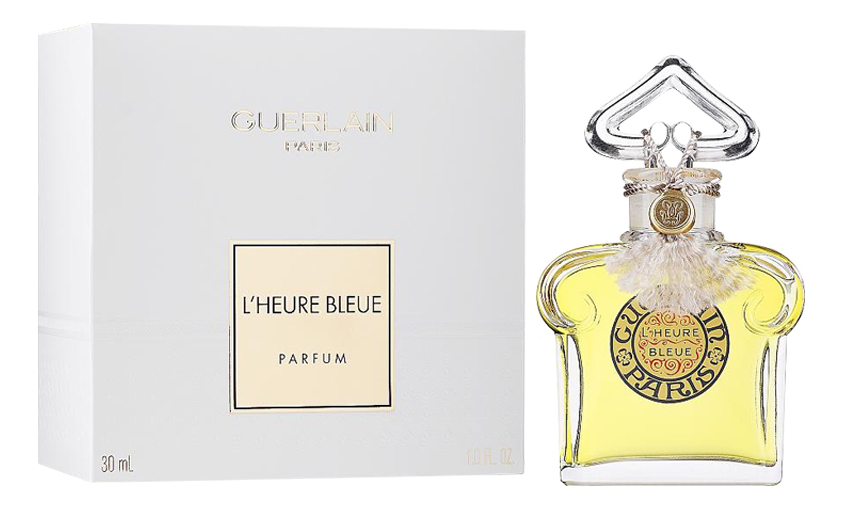 GUERLAIN
PARIS
L'HEURE BLEUE
PARFUM
30 mL
1.0 FL. OZ.
GUERLAIN
L'HEURE
BLEUE
PARIS